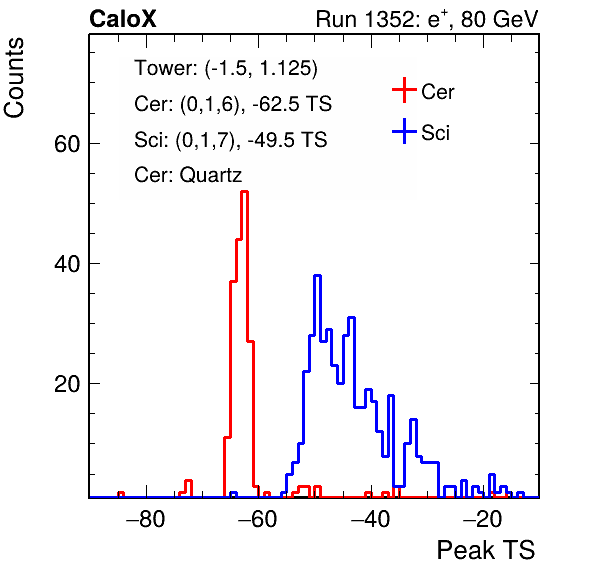 CaloX Run 1352: e⁺, 80 GeV
Counts
Tower: (-1.5, 1.125)
Cer: (0,1,6), -62.5 TS
Sci: (0,1,7), -49.5 TS
Cer: Quartz
Cer
Sci
60
40
20
−80 −60 −40 −20
Peak TS